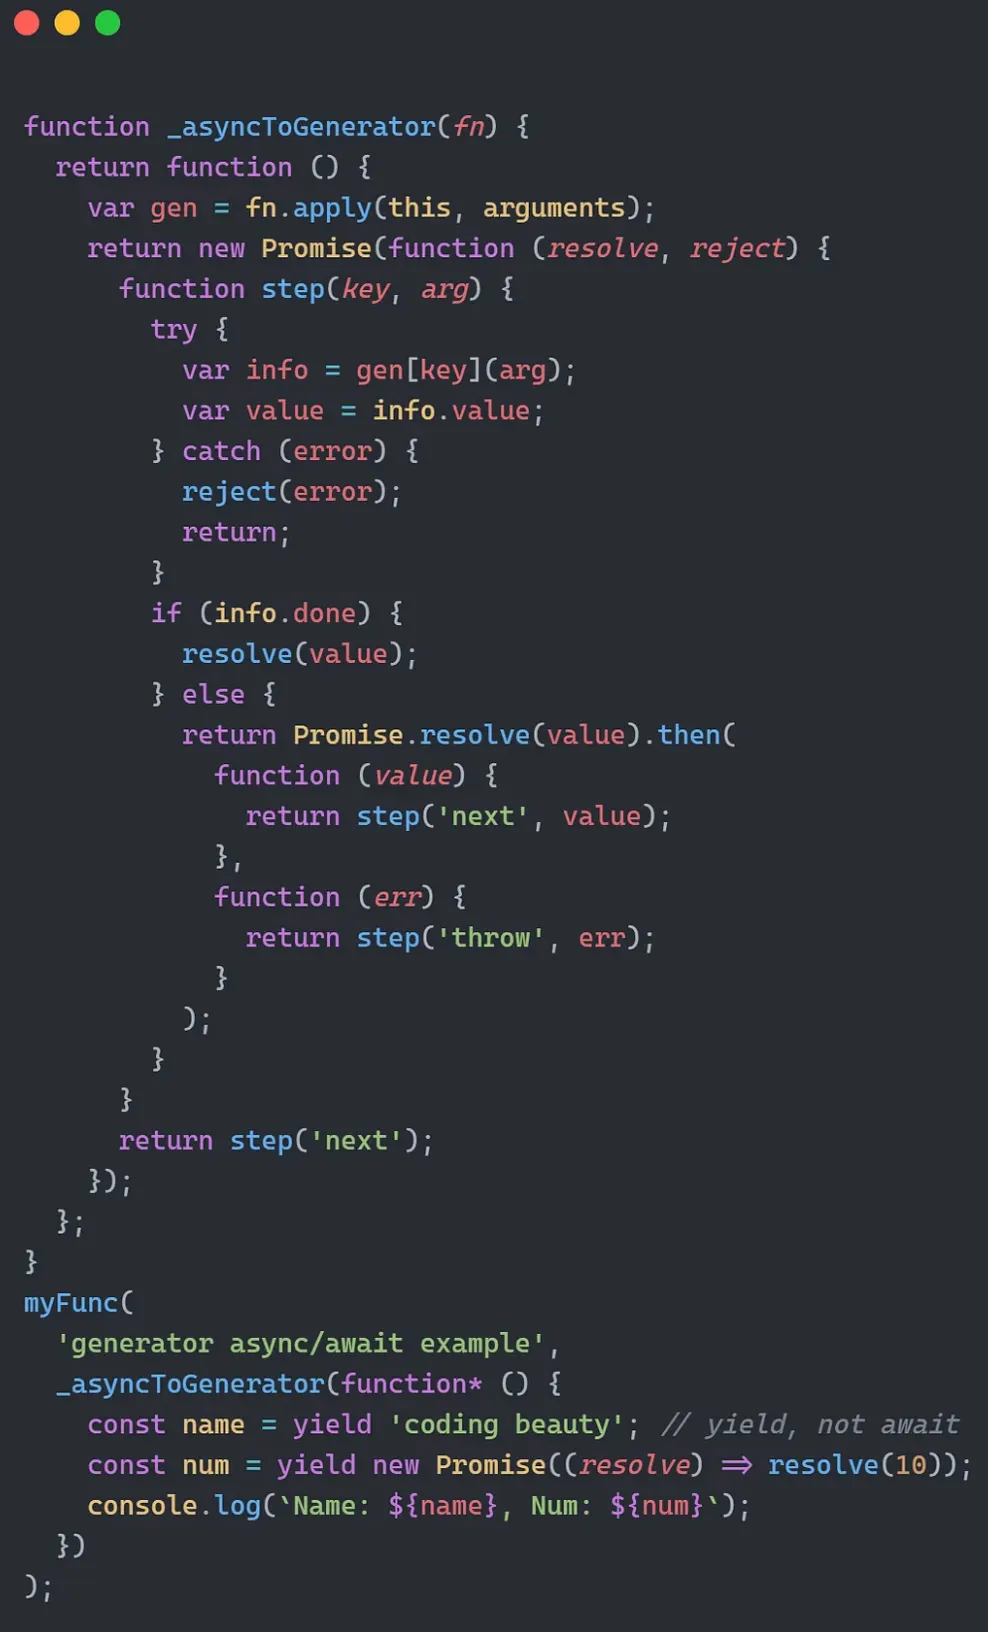 function _asyncToGenerator(fn) {
  return function () {
    var gen = fn.apply(this, arguments);
    return new Promise(function (resolve, reject) {
      function step(key, arg) {
        try {
          var info = gen[key](arg);
          var value = info.value;
        } catch (error) {
          reject(error);
          return;
        }
        if (info.done) {
          resolve(value);
        } else {
          return Promise.resolve(value).then(
            function (value) {
              return step('next', value);
            },
            function (err) {
              return step('throw', err);
            }
          );
        }
      }
      return step('next');
    });
  };
}
myFunc(
  'generator async/await example',
  _asyncToGenerator(function* () {
    const name = yield 'coding beauty'; // yield, not await
    const num = yield new Promise((resolve) => resolve(10));
    console.log(`Name: ${name}, Num: ${num}`);
  })
);